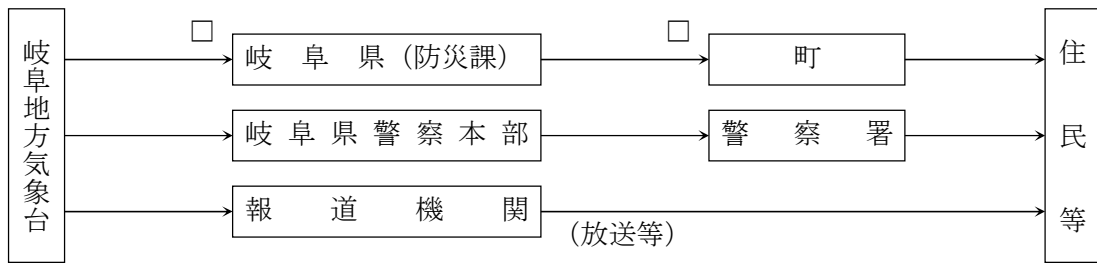 岐阜地方気象台
□
岐阜県（防災課）
□
町
岐阜県警察本部
警察署
報道機関
（放送等）
住民等